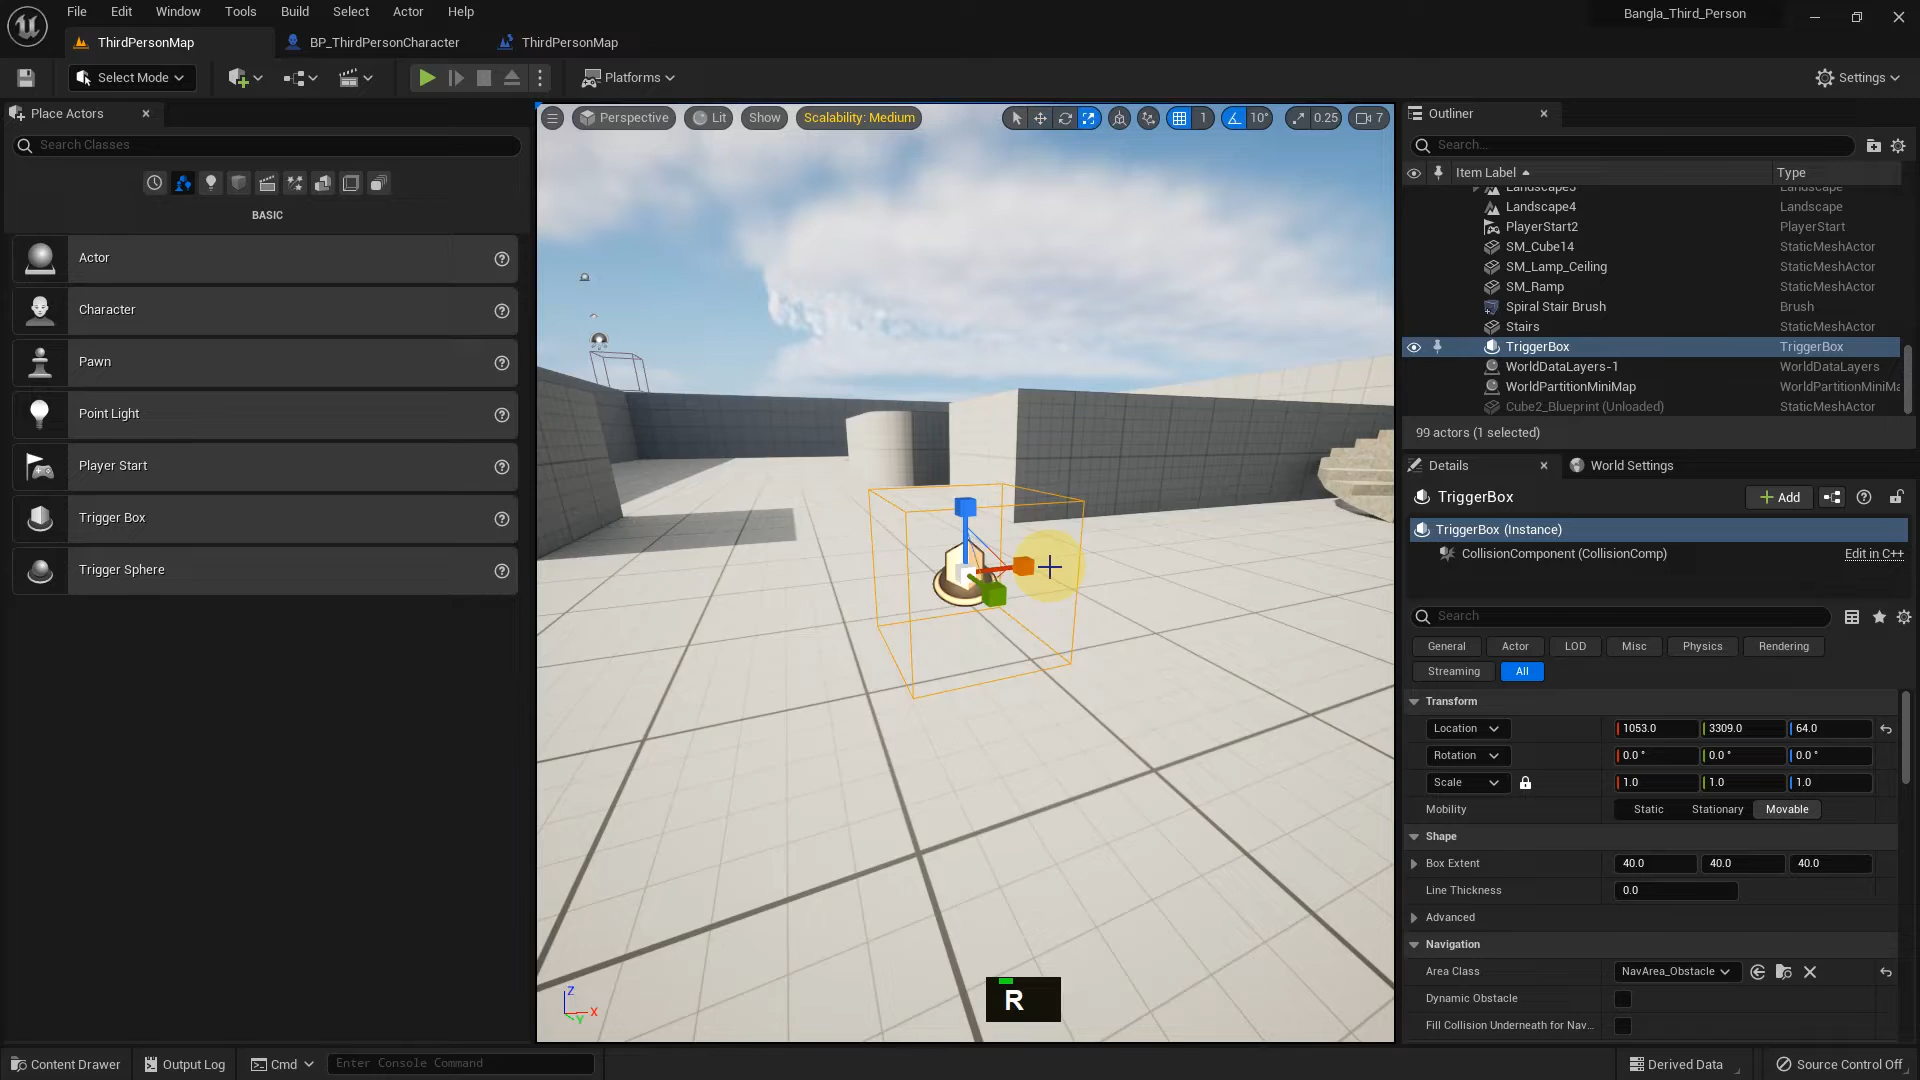 File Edit Window Tools Build Select Actor Help
Bangla_Third_Person
ThirdPersonMap
BP_ThirdPersonCharacter
ThirdPersonMap
Select Mode
Platforms
Settings
Place Actors
Search Classes
BASIC
Actor
Character
Pawn
Point Light
Player Start
Trigger Box
Trigger Sphere
Perspective
Lit
Show
Scalability: Medium
1
10°
0.25
7
Z
X
Y
R
Outliner
Search...
Item Label
Type
Landscape3 Landscape
Landscape4 Landscape
PlayerStart2 PlayerStart
SM_Cube14 StaticMeshActor
SM_Lamp_Ceiling StaticMeshActor
SM_Ramp StaticMeshActor
Spiral Stair Brush Brush
Stairs StaticMeshActor
TriggerBox TriggerBox
WorldDataLayers-1 WorldDataLayers
WorldPartitionMiniMap WorldPartitionMiniMa
Cube2_Blueprint (Unloaded) StaticMeshActor
99 actors (1 selected)
Details
World Settings
TriggerBox
Add
TriggerBox (Instance)
CollisionComponent (CollisionComp) Edit in C++
Search
General Actor LOD Misc Physics Rendering
Streaming All
Transform
Location 1053.0 3309.0 64.0
Rotation 0.0 ° 0.0 ° 0.0 °
Scale 1.0 1.0 1.0
Mobility Static Stationary Movable
Shape
Box Extent 40.0 40.0 40.0
Line Thickness 0.0
Advanced
Navigation
Area Class NavArea_Obstacle
Dynamic Obstacle
Fill Collision Underneath for Nav...
Content Drawer
Output Log
Cmd
Enter Console Command
Derived Data
Source Control Off